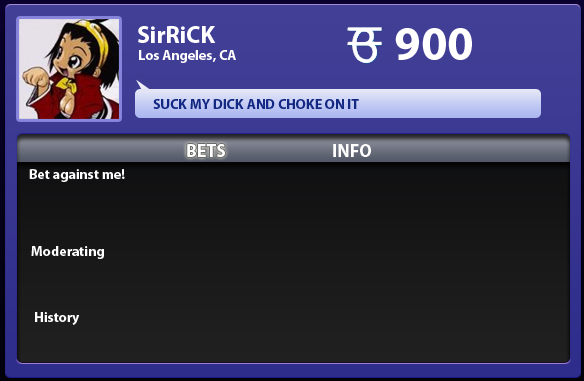 SirRiCK
Los Angeles, CA
900
SUCK MY DICK AND CHOKE ON IT
BETS INFO
Bet against me!
Moderating
History